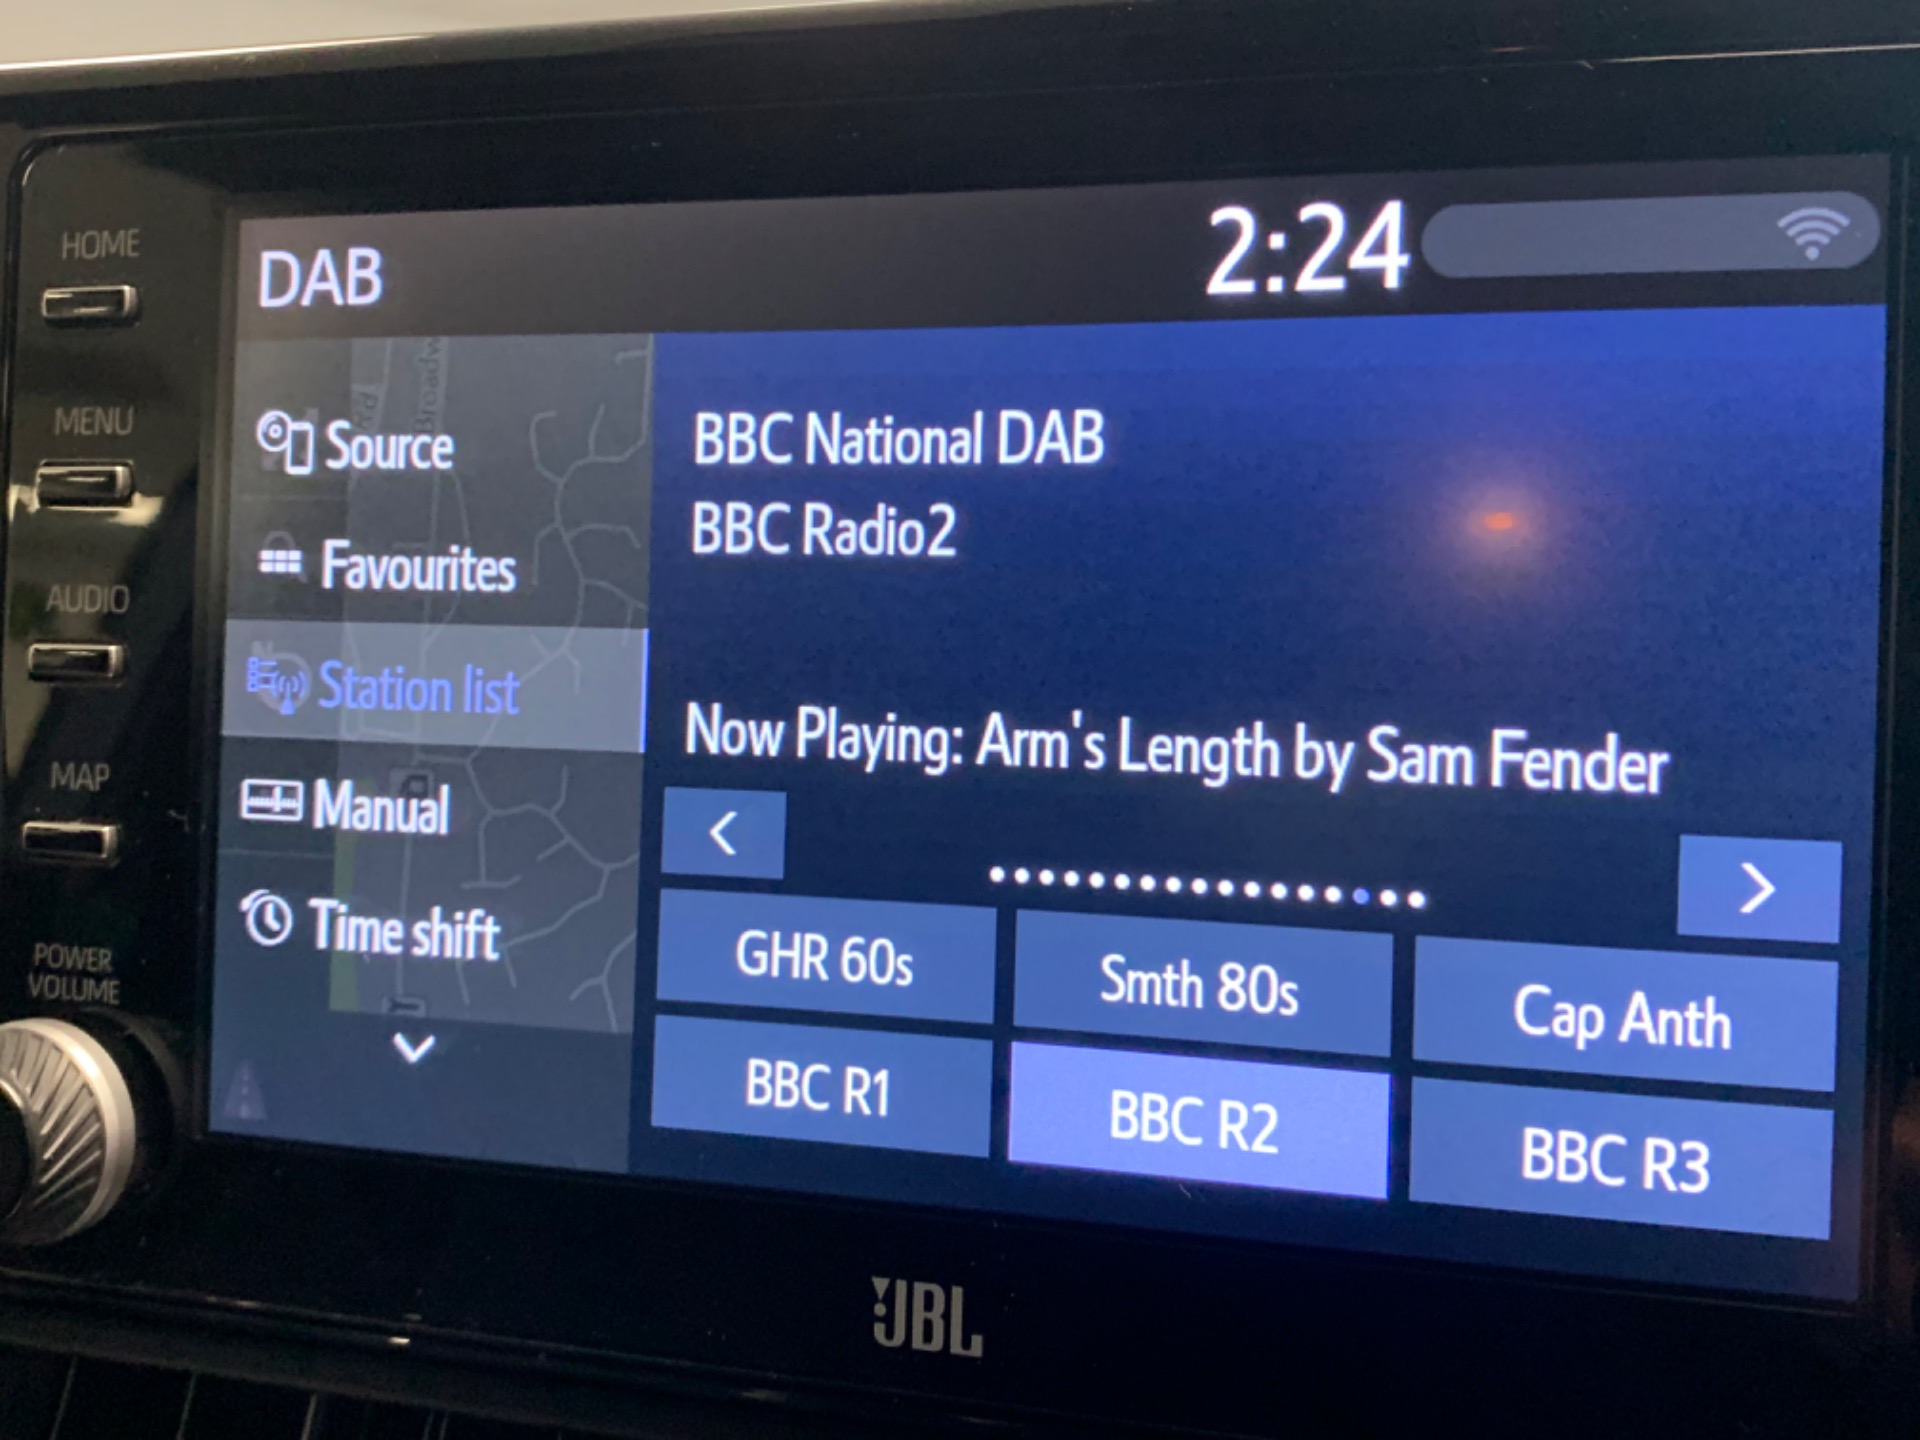 HOME
MENU
AUDIO
MAP
POWER
VOLUME
DAB
2:24
Source
Favourites
Station list
Manual
Time shift
Broadw
Rd
BBC National DAB
BBC Radio2
Now Playing: Arm's Length by Sam Fender
GHR 60s
Smth 80s
Cap Anth
BBC R1
BBC R2
BBC R3
JBL